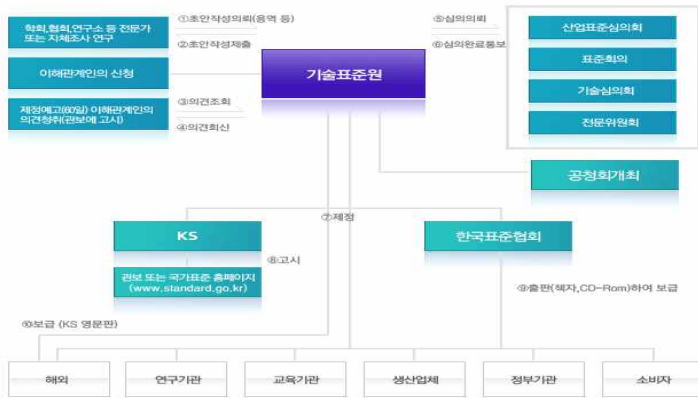 학회,협회,연구소 등 전문가
또는 자체조사 연구
①초안작성의뢰(용역 등)
②초안작성제출
이해관계인의 신청
제정예고(60일) 이해관계인의
의견청취(관보에 고시)
③의견조회
④의견회신
기술표준원
⑤심의의뢰
⑥심의완료통보
산업표준심의회
표준회의
기술심의회
전문위원회
공청회개최
⑦제정
KS
한국표준협회
⑧고시
관보 또는 국가표준 홈페이지
(www.standard.go.kr)
⑨출판(책자,CD-Rom)하여 보급
⑩보급 (KS 영문판)
해외
연구기관
교육기관
생산업체
정부기관
소비자